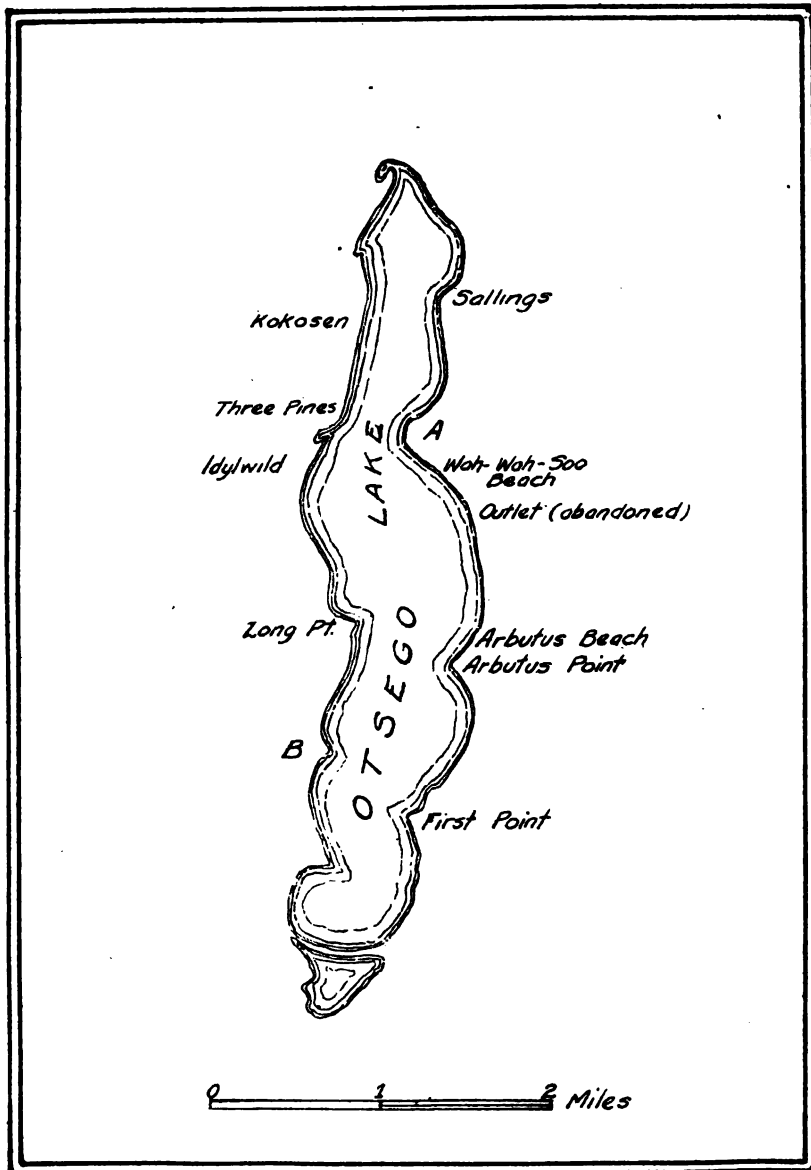 Sallings
Kokosen
Three Pines
A
Idylwild
Wah-Wah-Soo
Beach
Outlet (abandoned)
LAKE
Long Pt.
Arbutus Beach
Arbutus Point
OTSEGO
B
First Point
0 1 2 Miles